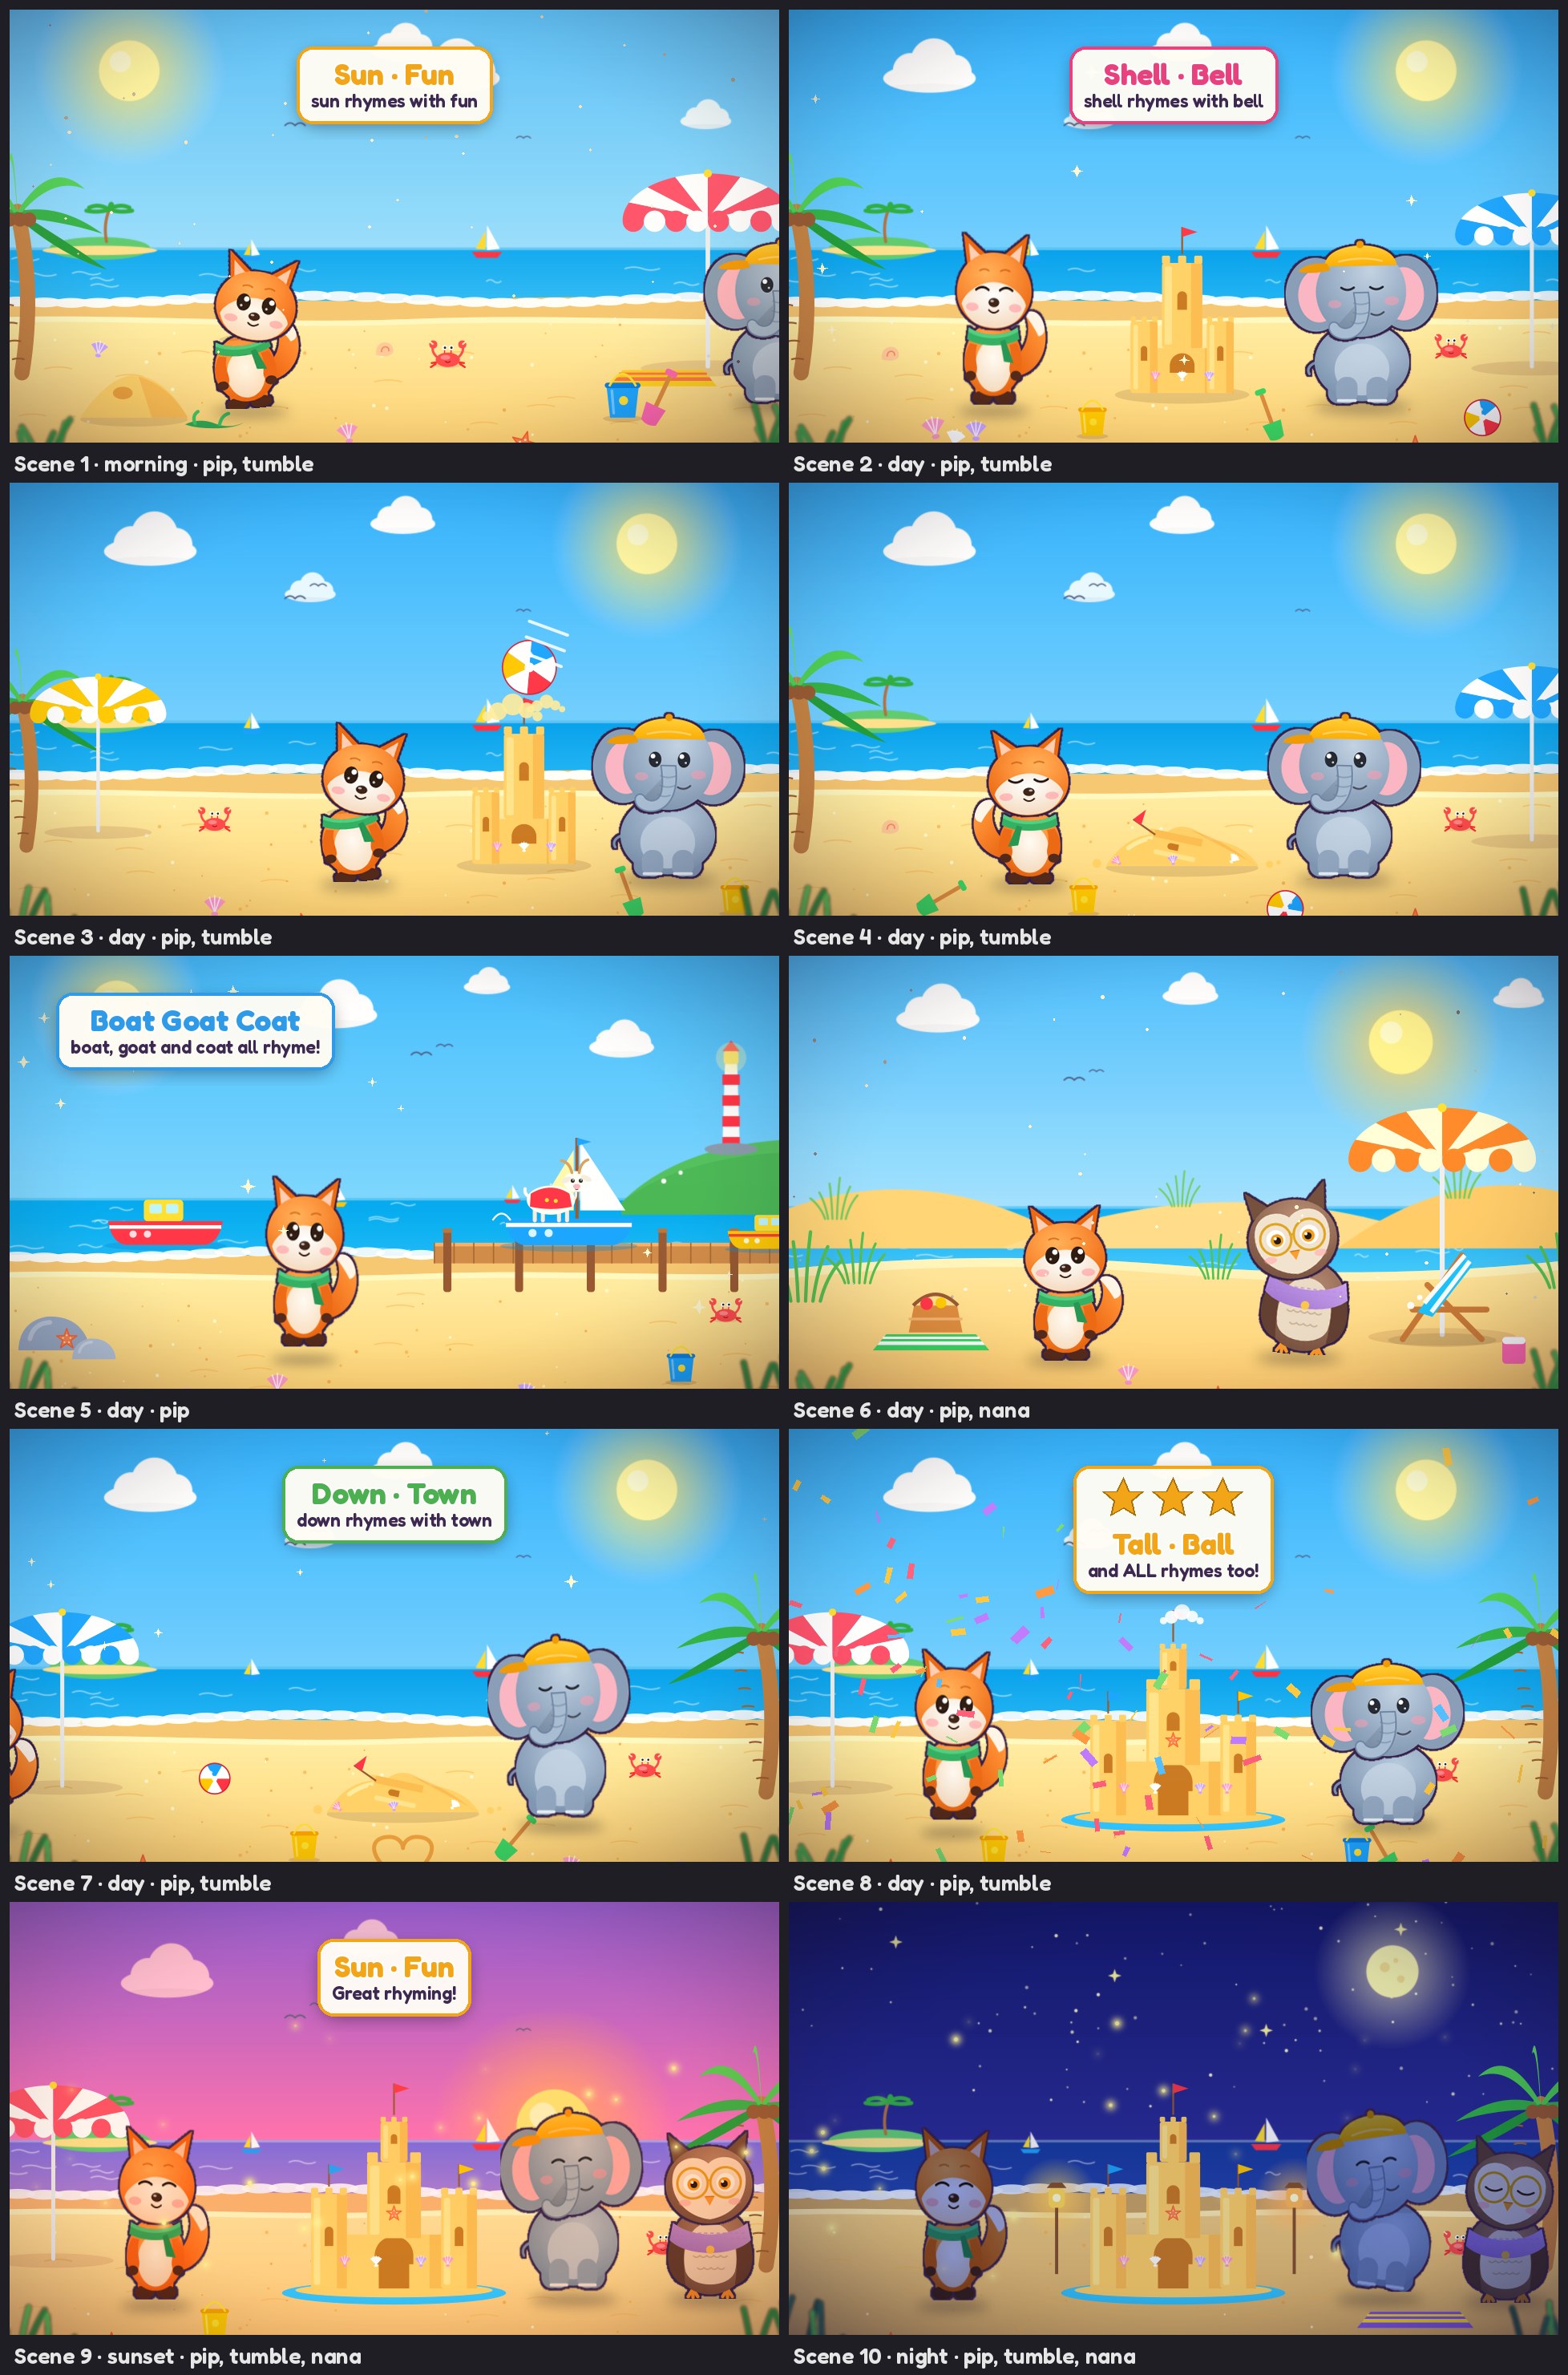 Sun · Fun
sun rhymes with fun
Scene 1 · morning · pip, tumble
Shell · Bell
shell rhymes with bell
Scene 2 · day · pip, tumble
Scene 3 · day · pip, tumble
Scene 4 · day · pip, tumble
Boat Goat Coat
boat, goat and coat all rhyme!
Scene 5 · day · pip
Scene 6 · day · pip, nana
Down · Town
down rhymes with town
Scene 7 · day · pip, tumble
Tall · Ball
and ALL rhymes too!
Scene 8 · day · pip, tumble
Sun · Fun
Great rhyming!
Scene 9 · sunset · pip, tumble, nana
Scene 10 · night · pip, tumble, nana